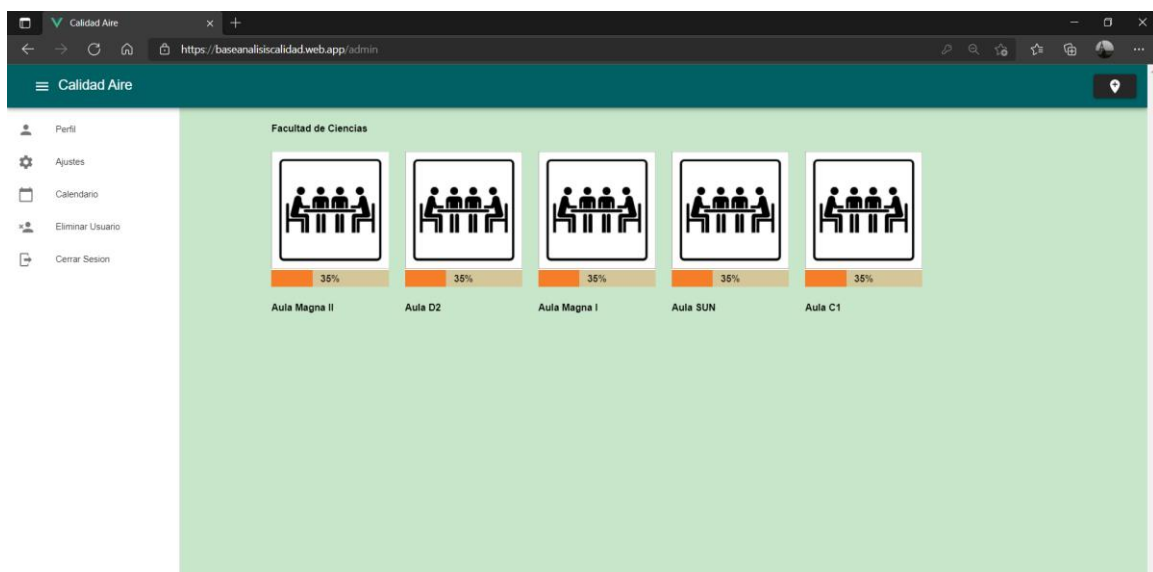 Calidad Aire
https://baseanalisiscalidad.web.app/admin
Calidad Aire
Perfil
Ajustes
Calendario
Eliminar Usuario
Cerrar Sesion
Facultad de Ciencias
35% 35% 35% 35% 35%
Aula Magna II Aula D2 Aula Magna I Aula SUN Aula C1